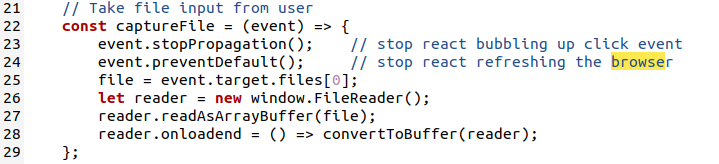 21 // Take file input from user
22 const captureFile = (event) => {
23 event.stopPropagation(); // stop react bubbling up click event
24 event.preventDefault(); // stop react refreshing the browser
25 file = event.target.files[0];
26 let reader = new window.FileReader();
27 reader.readAsArrayBuffer(file);
28 reader.onloadend = () => convertToBuffer(reader);
29 };